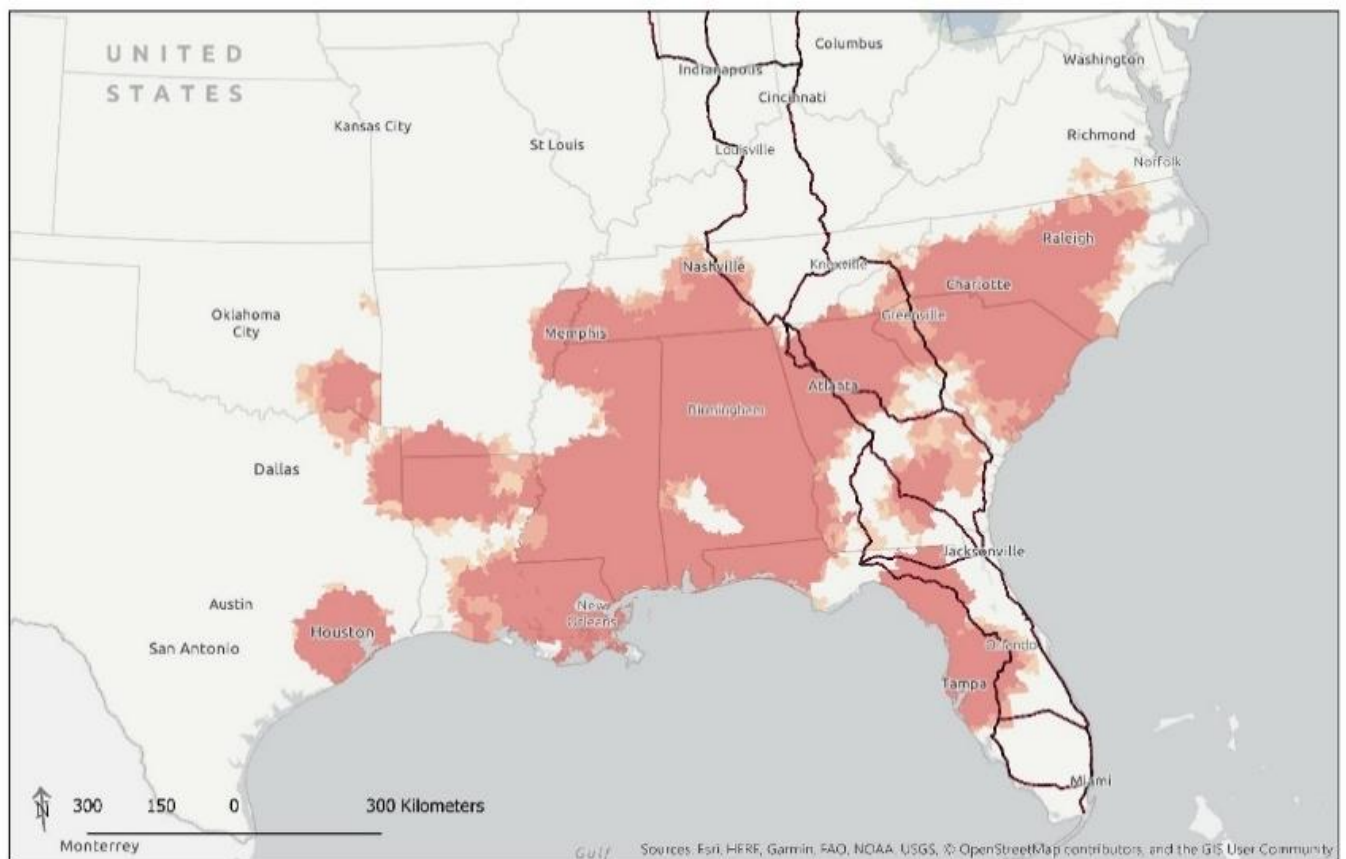 UNITED
STATES
Columbus
Washington
Indianapolis
Cincinnati
Kansas City
St Louis
Richmond
Louisville
Norfolk
Raleigh
Nashville
Knoxville
Charlotte
Oklahoma
City
Memphis
Greenville
Atlanta
Birmingham
Dallas
Jacksonville
Austin
New
Orleans
Houston
San Antonio
Orlando
Tampa
Miami
N
300 150 0 300 Kilometers
Monterrey
Gulf
Sources: Esri, HERE, Garmin, FAO, NOAA, USGS, © OpenStreetMap contributors, and the GIS User Community